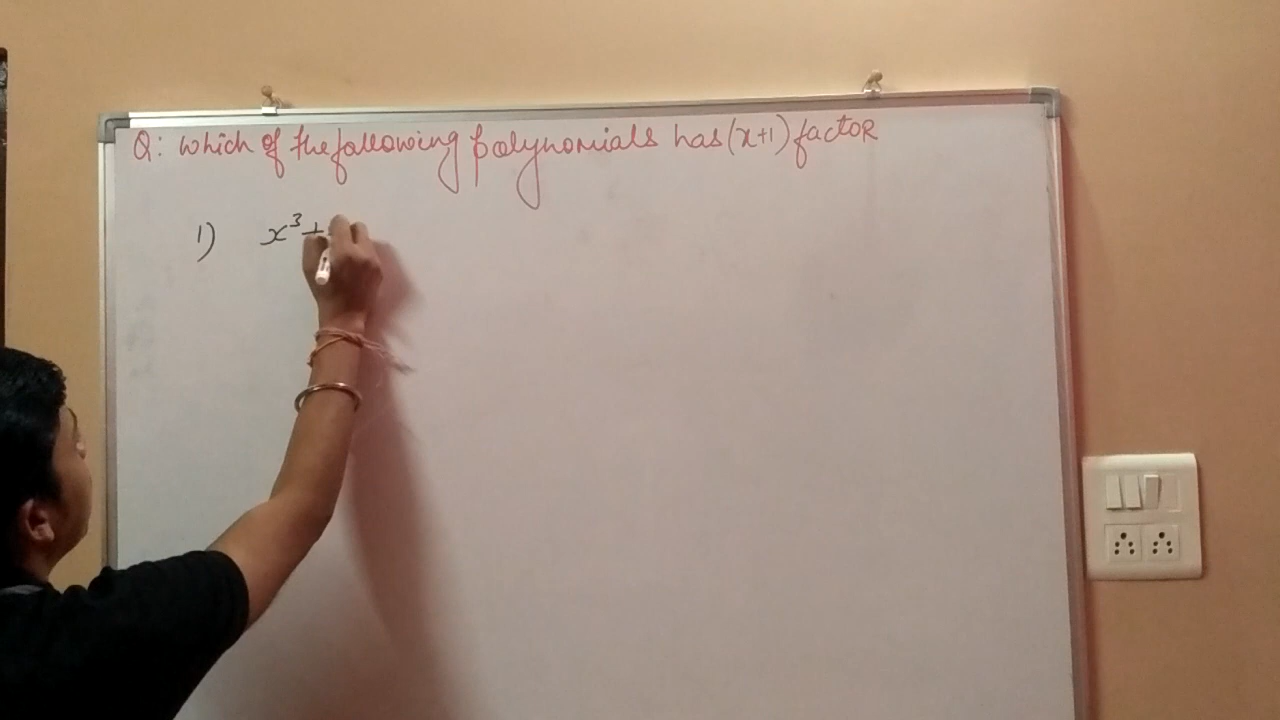 Q: Which of the following polynomials has (x+1) factor
1) x³ +